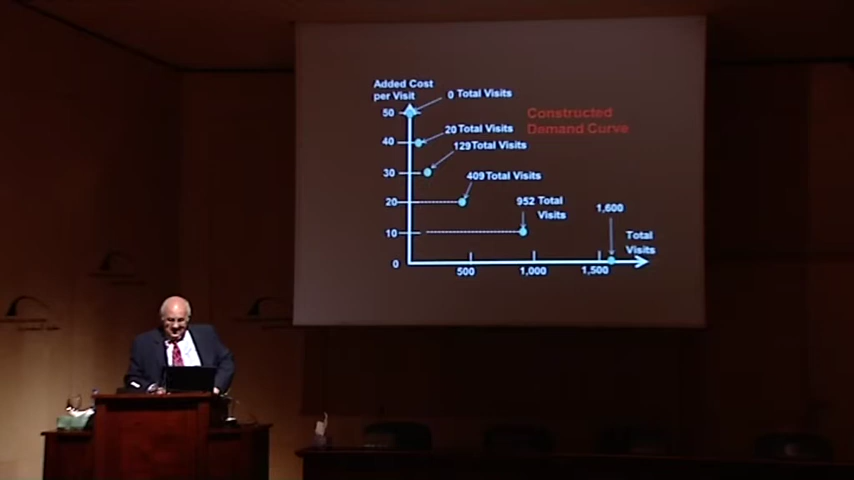 Added Cost
per Visit
0 Total Visits
50
Constructed
Demand Curve
20 Total Visits
40
129 Total Visits
30
409 Total Visits
20
952 Total
Visits
1,600
Total
Visits
10
0
500
1,000
1,500